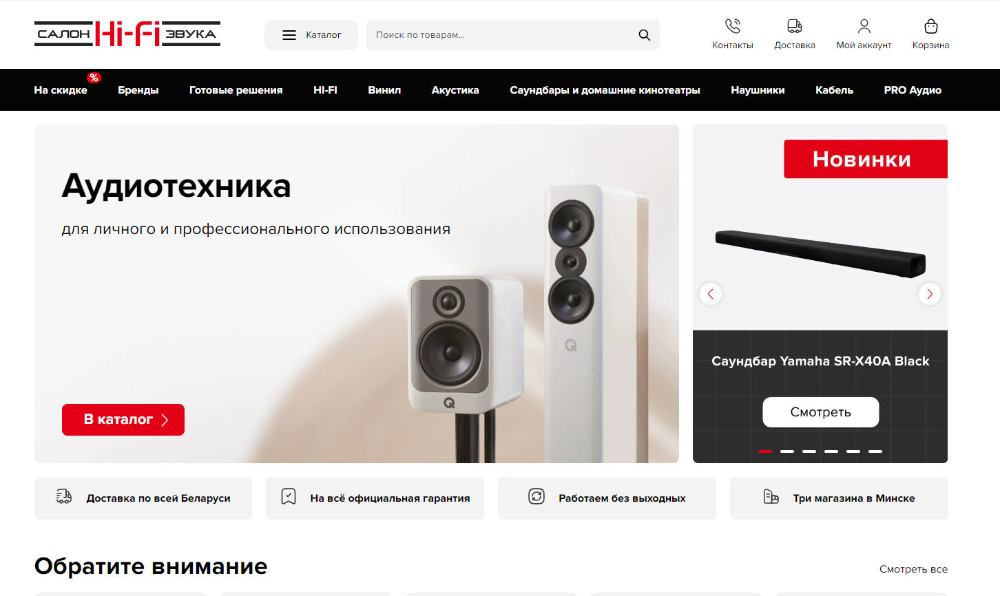 САЛОН Hi-Fi ЗВУКА
Каталог
Поиск по товарам...
Контакты
Доставка
Мой аккаунт
Корзина
%
На скидке
Бренды
Готовые решения
HI-FI
Винил
Акустика
Саундбары и домашние кинотеатры
Наушники
Кабель
PRO Аудио
Аудиотехника
для личного и профессионального использования
В каталог
Q
Q
Новинки
Саундбар Yamaha SR-X40A Black
Смотреть
Доставка по всей Беларуси
На всё официальная гарантия
Работаем без выходных
Три магазина в Минске
Обратите внимание
Смотреть все